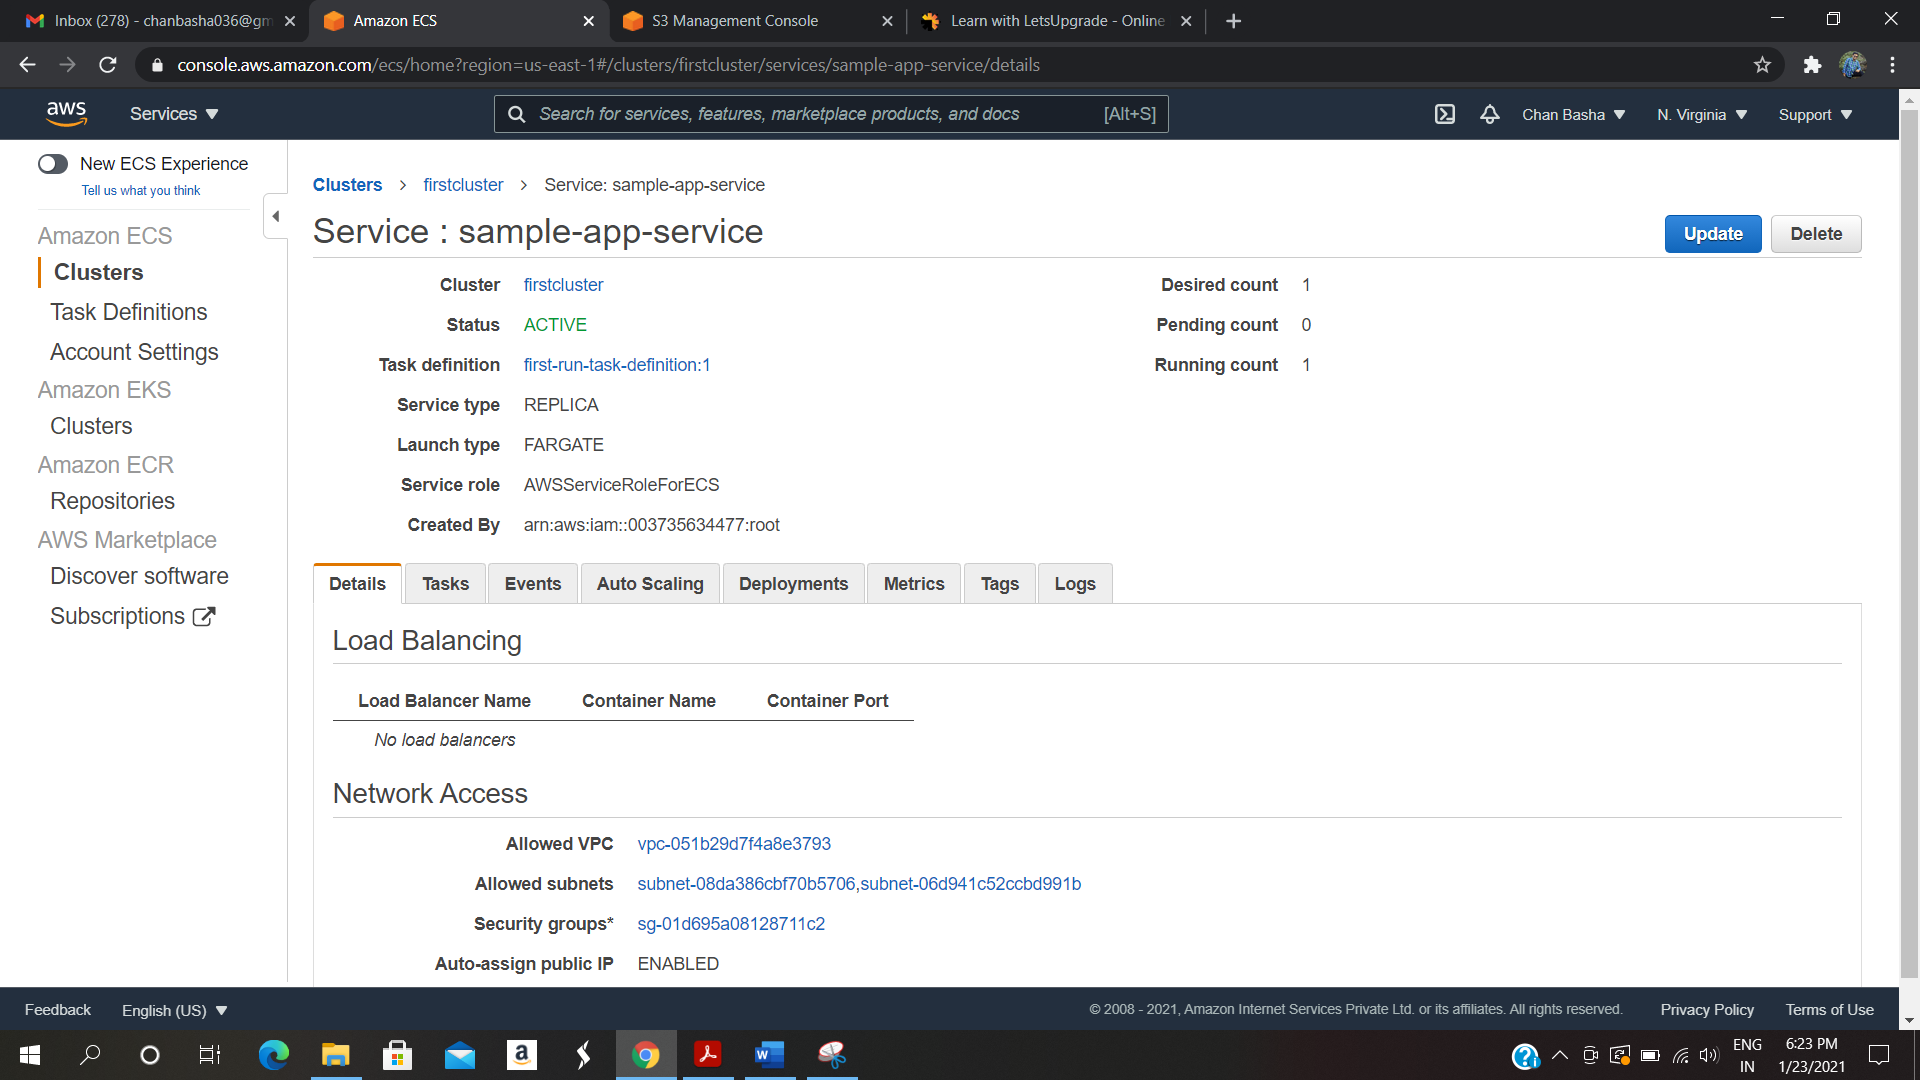 Inbox (278) - chanbasha036@gm
Amazon ECS
S3 Management Console
Learn with LetsUpgrade - Online
console.aws.amazon.com/ecs/home?region=us-east-1#/clusters/firstcluster/services/sample-app-service/details
aws
Services
Search for services, features, marketplace products, and docs
[Alt+S]
Chan Basha
N. Virginia
Support
New ECS Experience
Tell us what you think
Amazon ECS
Clusters
Task Definitions
Account Settings
Amazon EKS
Clusters
Amazon ECR
Repositories
AWS Marketplace
Discover software
Subscriptions
Clusters > firstcluster > Service: sample-app-service
Service : sample-app-service
Update
Delete
Cluster firstcluster
Status ACTIVE
Task definition first-run-task-definition:1
Service type REPLICA
Launch type FARGATE
Service role AWSServiceRoleForECS
Created By arn:aws:iam::003735634477:root
Desired count 1
Pending count 0
Running count 1
Details
Tasks
Events
Auto Scaling
Deployments
Metrics
Tags
Logs
Load Balancing
Load Balancer Name Container Name Container Port
No load balancers
Network Access
Allowed VPC vpc-051b29d7f4a8e3793
Allowed subnets subnet-08da386cbf70b5706,subnet-06d941c52ccbd991b
Security groups* sg-01d695a08128711c2
Auto-assign public IP ENABLED
Feedback
English (US)
© 2008 - 2021, Amazon Internet Services Private Ltd. or its affiliates. All rights reserved.
Privacy Policy
Terms of Use
ENG
IN
6:23 PM
1/23/2021